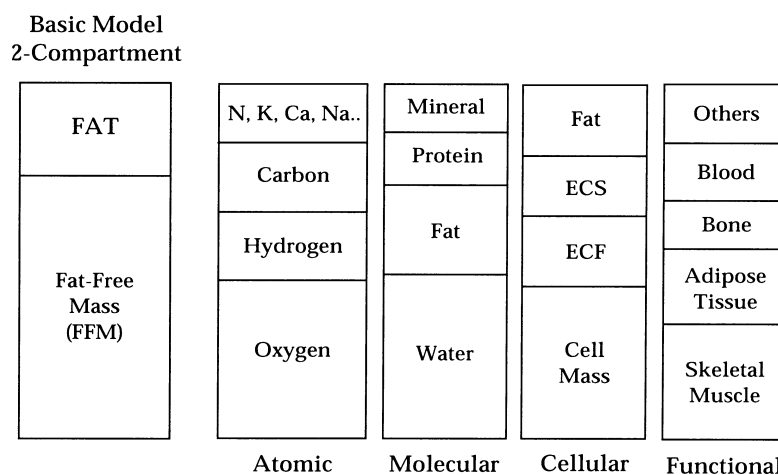 Basic Model
2-Compartment
FAT
Fat-Free
Mass
(FFM)
N, K, Ca, Na..
Carbon
Hydrogen
Oxygen
Atomic
Mineral
Protein
Fat
Water
Molecular
Fat
ECS
ECF
Cell
Mass
Cellular
Others
Blood
Bone
Adipose
Tissue
Skeletal
Muscle
Functional